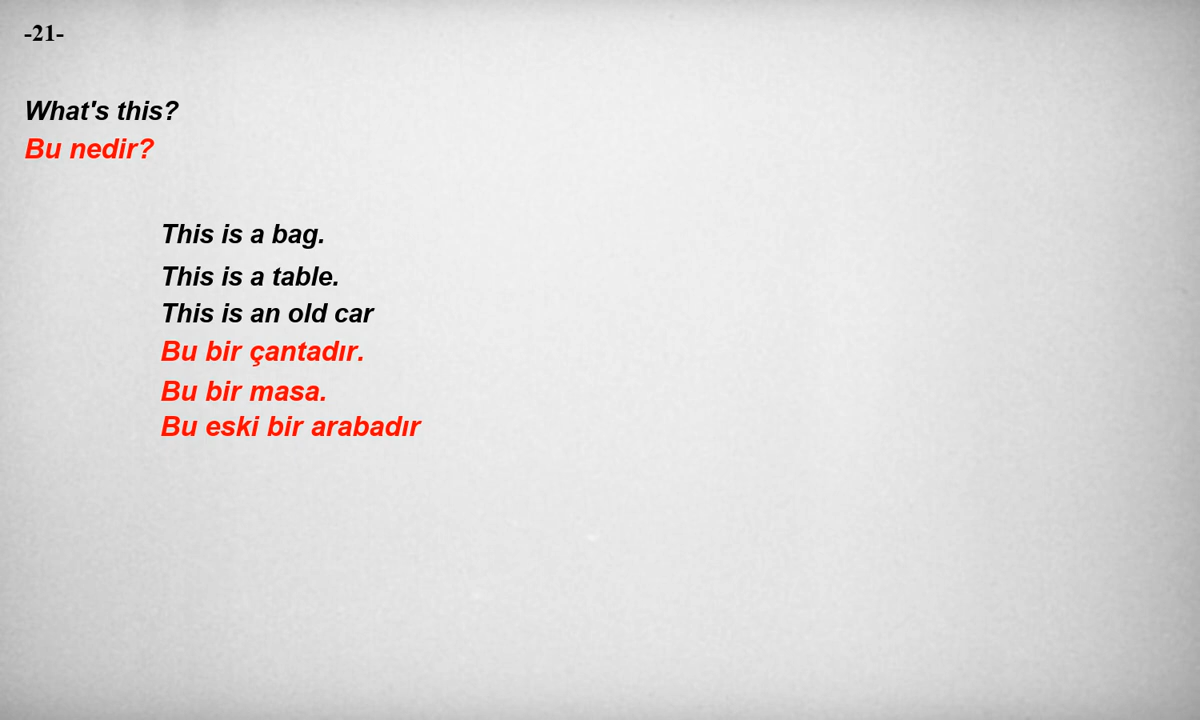 -21-
What's this?
Bu nedir?
This is a bag.
This is a table.
This is an old car
Bu bir çantadır.
Bu bir masa.
Bu eski bir arabadır